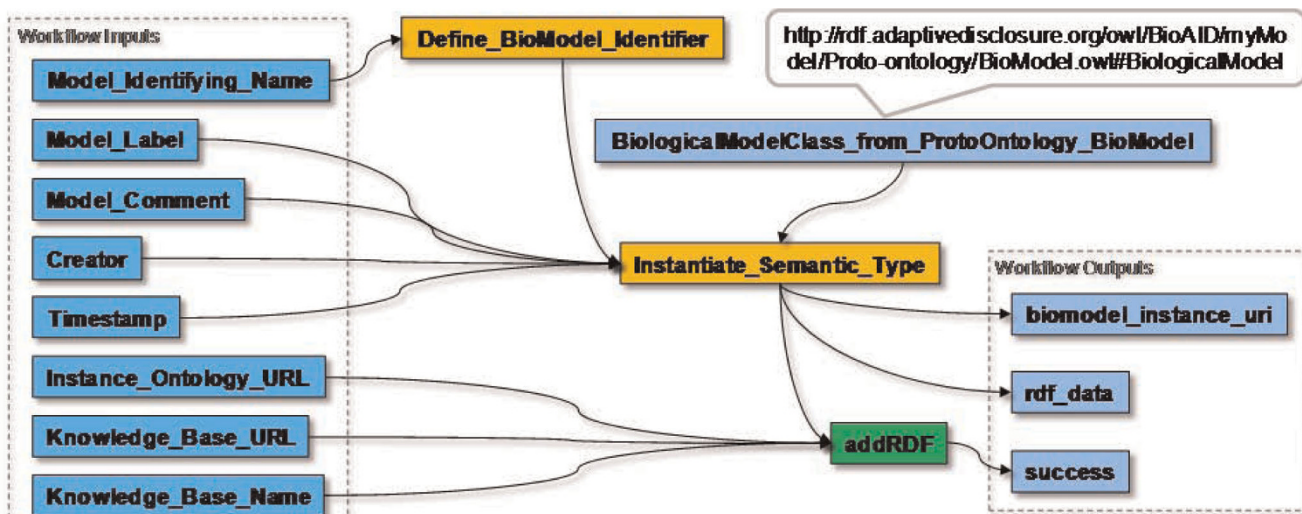 Workflow Inputs
Model_Identifying_Name
Model_Label
Model_Comment
Creator
Timestamp
Instance_Ontology_URL
Knowledge_Base_URL
Knowledge_Base_Name
Define_BioModel_Identifier
http://rdf.adaptivedisclosure.org/owl/BioAID/myMo
del/Proto-ontology/BioModel.owl#BiologicalModel
BiologicalModelClass_from_ProtoOntology_BioModel
Instantiate_Semantic_Type
addRDF
Workflow Outputs
biomodel_instance_uri
rdf_data
success